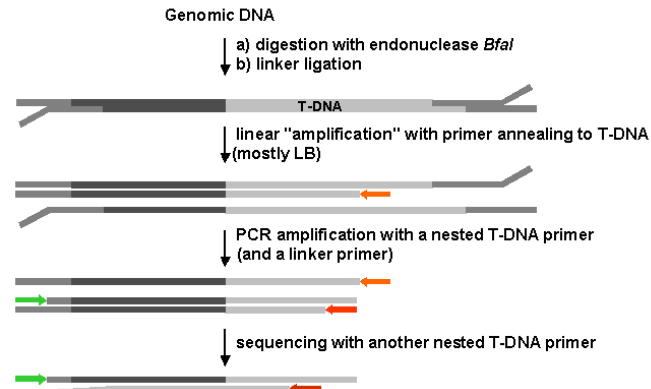 Genomic DNA
a) digestion with endonuclease BfaI
b) linker ligation
T-DNA
linear "amplification" with primer annealing to T-DNA
(mostly LB)
PCR amplification with a nested T-DNA primer
(and a linker primer)
sequencing with another nested T-DNA primer